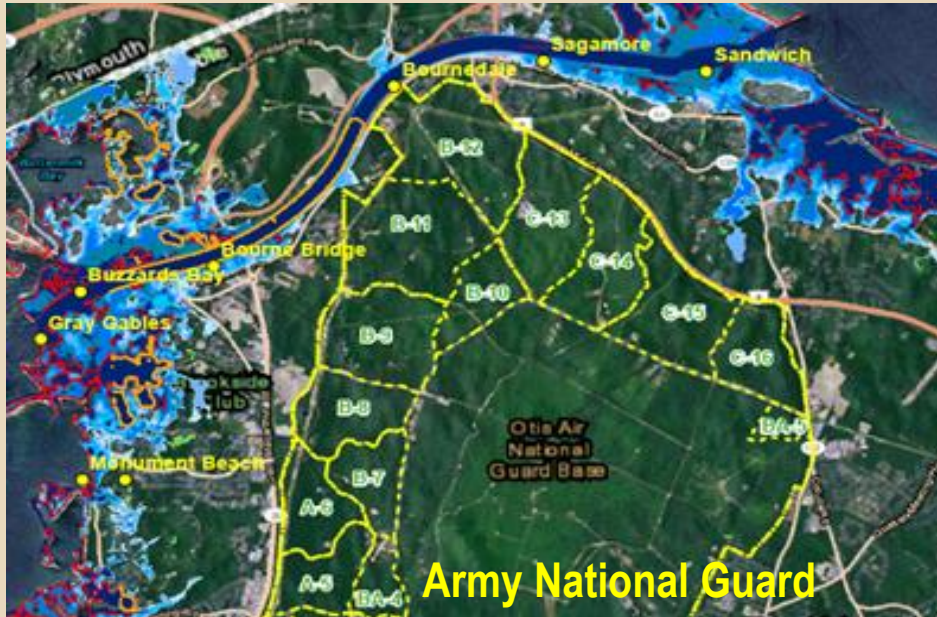 Plymouth
Sagamore
Sandwich
Bournedale
B-12
C-13
B-11
Bourne Bridge
C-14
Buzzards Bay
B-10
C-15
Gray Gables
B-9
C-16
B-8
Otis Air
National
Guard Base
BA-5
Monument Beach
B-7
A-6
A-5
BA-4
Army National Guard